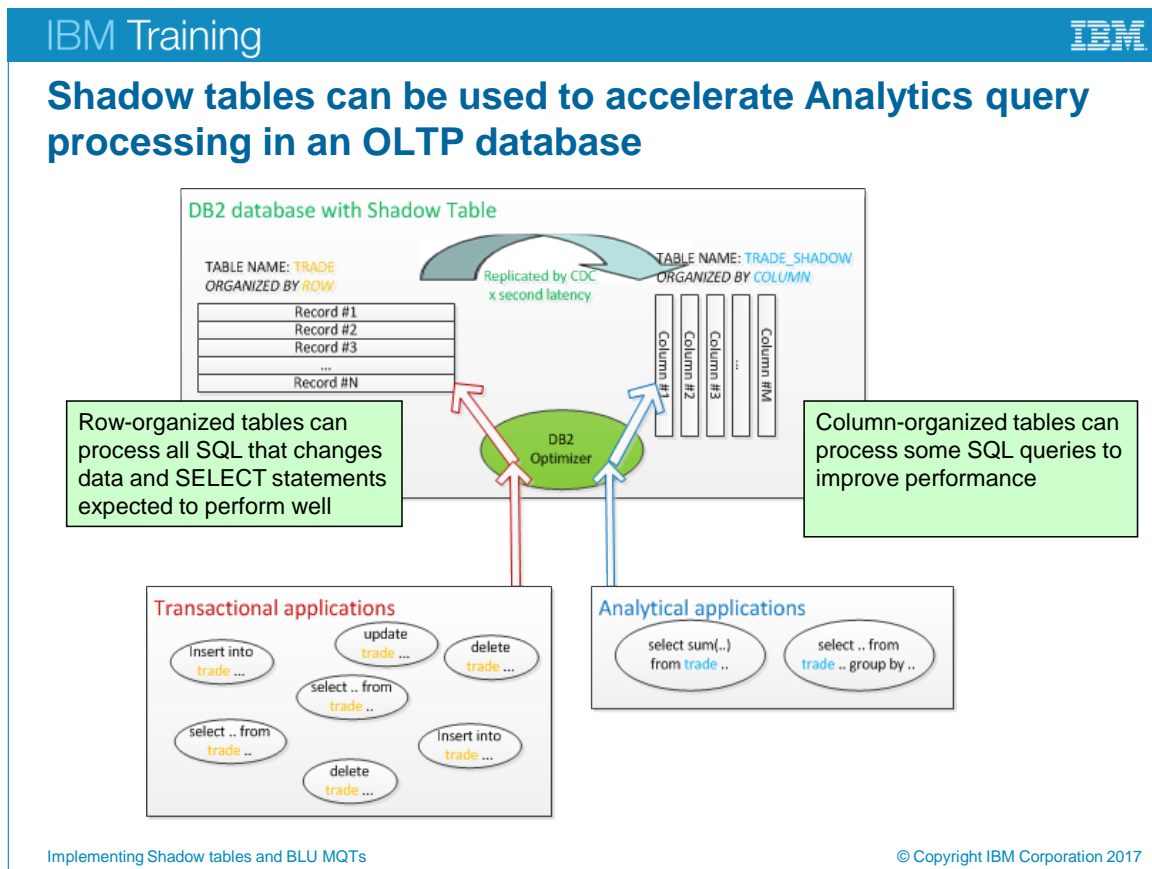 IBM Training
IBM
Shadow tables can be used to accelerate Analytics query
processing in an OLTP database
DB2 database with Shadow Table
TABLE NAME: TRADE
ORGANIZED BY ROW
Record #1
Record #2
Record #3
...
Record #N
Replicated by CDC
x second latency
TABLE NAME: TRADE_SHADOW
ORGANIZED BY COLUMN
Column #1
Column #2
Column #3
...
Column #M
DB2
Optimizer
Row-organized tables can
process all SQL that changes
data and SELECT statements
expected to perform well
Column-organized tables can
process some SQL queries to
improve performance
Transactional applications
Insert into
trade ...
update
trade ...
delete
trade ...
select .. from
trade ..
select .. from
trade ..
Insert into
trade ...
delete
trade ...
Analytical applications
select sum(..)
from trade ..
select .. from
trade .. group by ..
Implementing Shadow tables and BLU MQTs
© Copyright IBM Corporation 2017